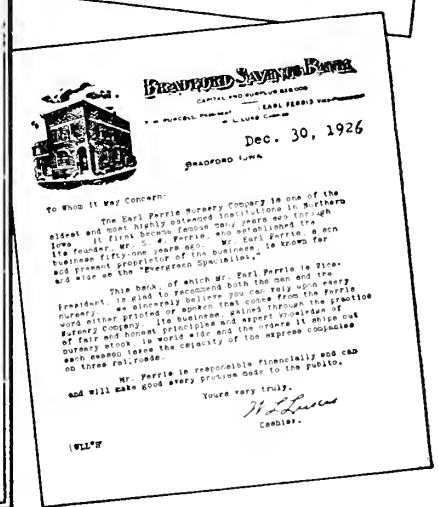 BRADFORD SAVINGS BANK
CAPITAL AND SURPLUS
PURCELL PRESIDENT EARL FERRIS VICE-PRESIDENT
W. L. CASHIER
Dec. 30, 1926
BRADFORD IOWA
To Whom It May Concern:
The Earl Ferris Nursery Company is one of the
oldest and most highly esteemed institutions in Northern
Iowa. It first became famous many years ago through
its founder, Mr. S. Ferris, who established the
business fifty-one years ago. Mr. Earl Ferris, a son
and present proprietor of the business, is known far
and wide as the "Evergreen Specialist."
This bank, of which Mr. Earl Ferris is Vice-
President, is glad to recommend both the man and the
nursery. We sincerely believe you can rely upon every
word either printed or spoken that comes from the Ferris
Nursery Company. Its business, gained through the practice
of fair and honest principles and expert knowledge of
nursery stock, is world wide and the orders it ships out
each season taxes the capacity of the express companies
on three railroads.
Mr. Ferris is responsible financially and can
and will make good every promise made to the public.
Yours very truly,
W L
Cashier.